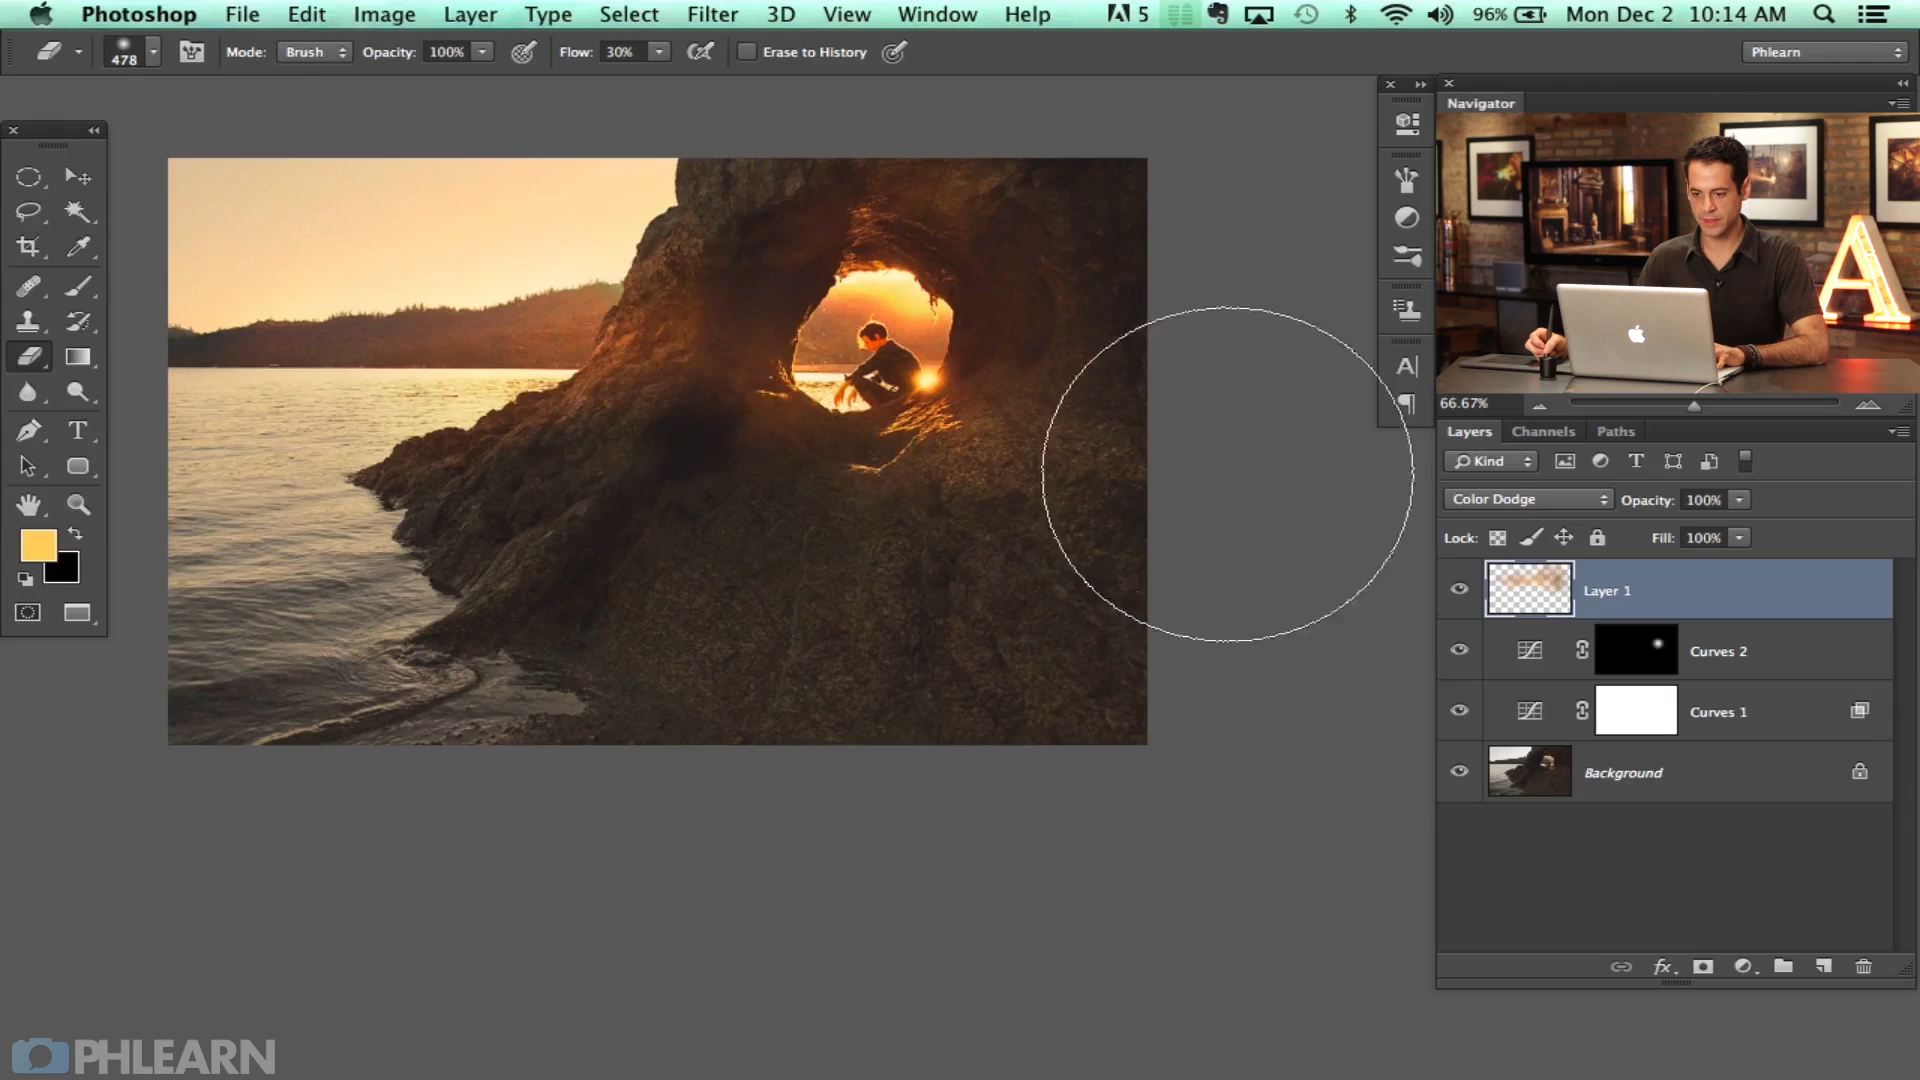 Photoshop File Edit Image Layer Type Select Filter 3D View Window Help 5 96% Mon Dec 2 10:14 AM
478 Mode: Brush Opacity: 100% Flow: 30% Erase to History Phlearn
Navigator
A
66.67%
Layers Channels Paths
Kind
Color Dodge Opacity: 100%
Lock: Fill: 100%
Layer 1
Curves 2
Curves 1
Background
fx
PHLEARN